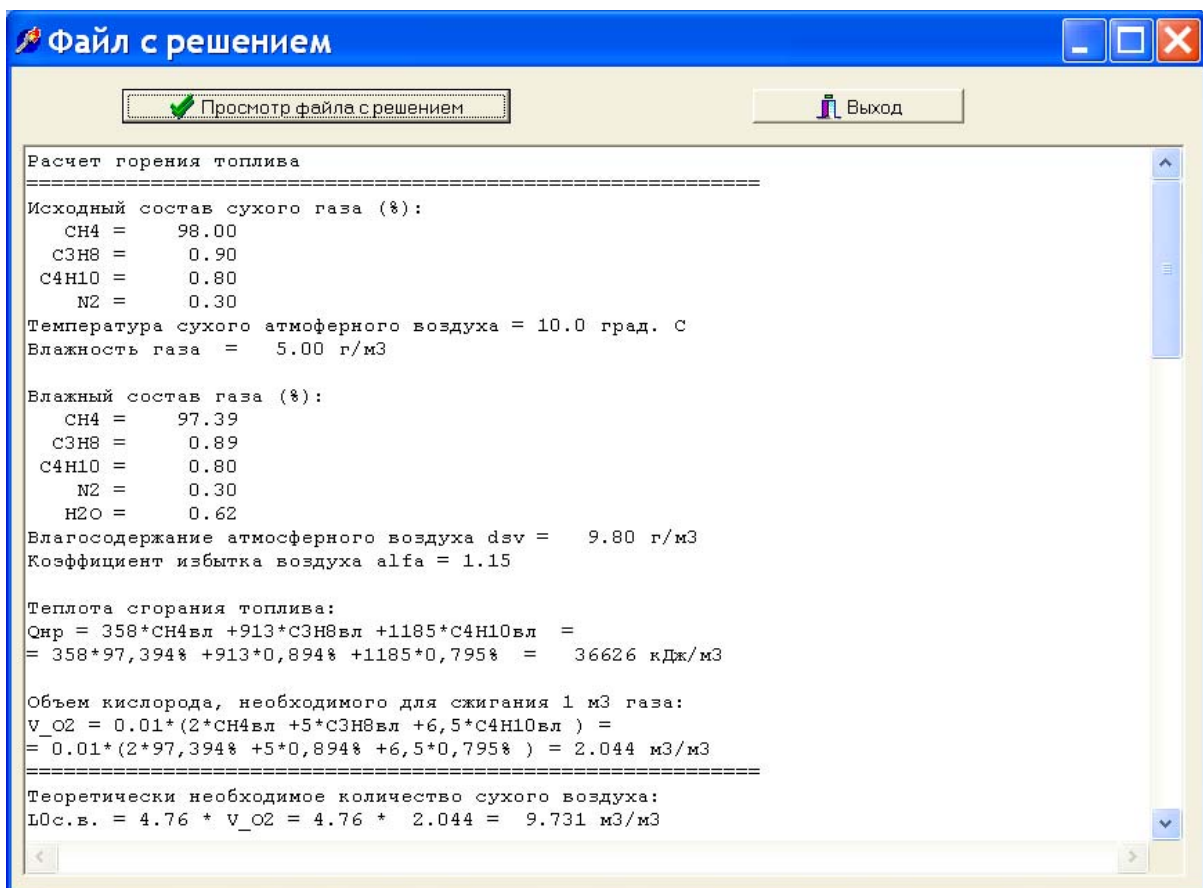 Файл с решением
Просмотр файла с решением
Выход
Расчет горения топлива
===========================================================
Исходный состав сухого газа (%):
CH4 = 98.00
C3H8 = 0.90
C4H10 = 0.80
N2 = 0.30
Температура сухого атмоферного воздуха = 10.0 град. С
Влажность газа = 5.00 г/м3
Влажный состав газа (%):
CH4 = 97.39
C3H8 = 0.89
C4H10 = 0.80
N2 = 0.30
H2O = 0.62
Влагосодержание атмосферного воздуха dsv = 9.80 г/м3
Коэффициент избытка воздуха alfa = 1.15
Теплота сгорания топлива:
Qнр = 358*CH4вл +913*C3H8вл +1185*C4H10вл =
= 358*97,394% +913*0,894% +1185*0,795% = 36626 кДж/м3
Объем кислорода, необходимого для сжигания 1 м3 газа:
V_O2 = 0.01*(2*CH4вл +5*C3H8вл +6,5*C4H10вл ) =
= 0.01*(2*97,394% +5*0,894% +6,5*0,795% ) = 2.044 м3/м3
===========================================================
Теоретически необходимое количество сухого воздуха:
L0с.в. = 4.76 * V_O2 = 4.76 * 2.044 = 9.731 м3/м3